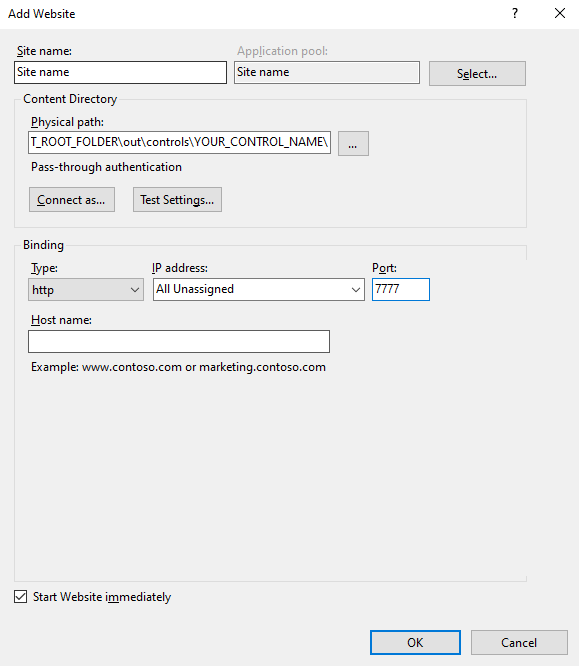 Add Website
?
Site name:
Application pool:
Site name
Site name
Select...
Content Directory
Physical path:
T_ROOT_FOLDER\out\controls\YOUR_CONTROL_NAME\
...
Pass-through authentication
Connect as...
Test Settings...
Binding
Type:
IP address:
Port:
http
All Unassigned
7777
Host name:
Example: www.contoso.com or marketing.contoso.com
Start Website immediately
OK
Cancel